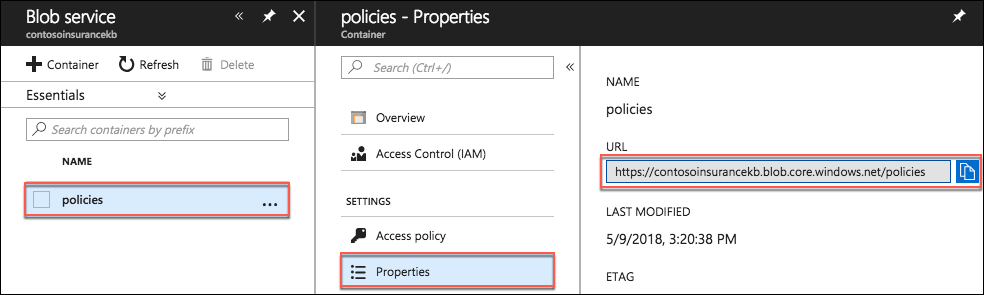 Blob service
contosoinsurancekb
Container
Refresh
Delete
Essentials
Search containers by prefix
NAME
policies
...
policies - Properties
Container
Search (Ctrl+/)
Overview
Access Control (IAM)
SETTINGS
Access policy
Properties
NAME
policies
URL
https://contosoinsurancekb.blob.core.windows.net/policies
LAST MODIFIED
5/9/2018, 3:20:38 PM
ETAG